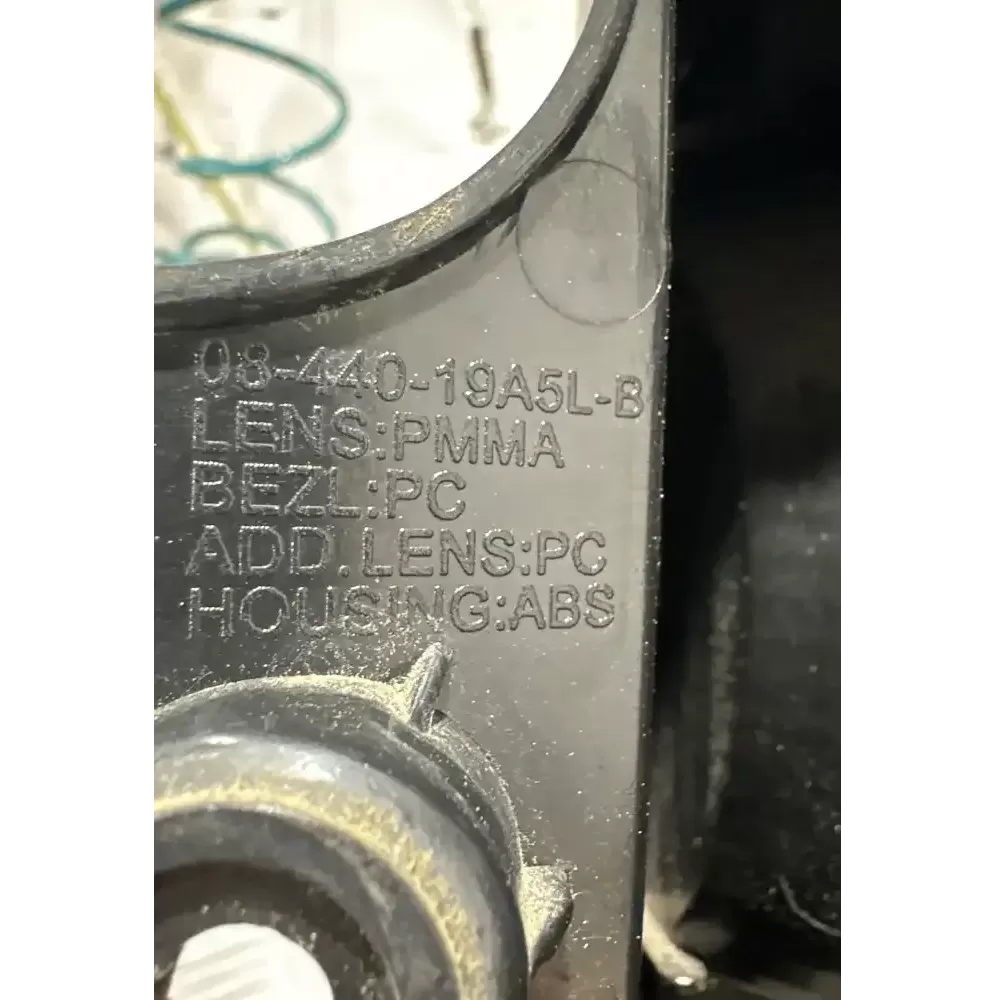 08-440-19A5L-B
LENS:PMMA
BEZL:PC
ADD.LENS:PC
HOUSING:ABS